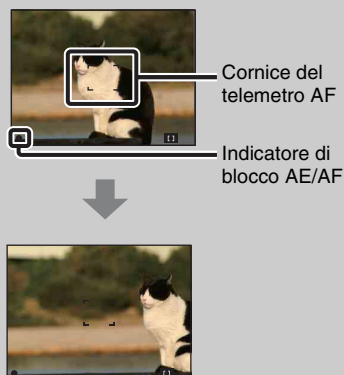 Cornice del
telemetro AF
Indicatore di
blocco AE/AF